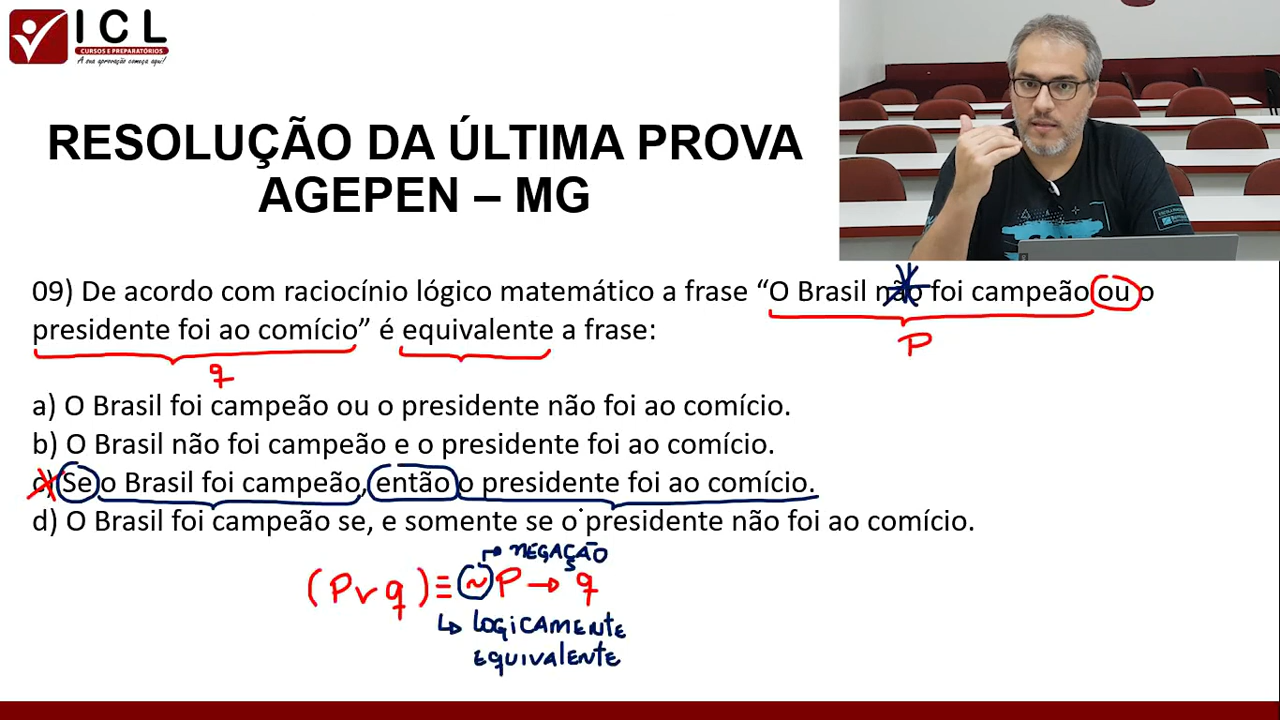 ICL
CURSOS E PREPARATÓRIOS
A sua aprovação começa aqui!
RESOLUÇÃO DA ÚLTIMA PROVA
AGEPEN – MG
09) De acordo com raciocínio lógico matemático a frase “O Brasil não foi campeão ou o
presidente foi ao comício” é equivalente a frase:
P
q
a) O Brasil foi campeão ou o presidente não foi ao comício.
b) O Brasil não foi campeão e o presidente foi ao comício.
c) Se o Brasil foi campeão, então o presidente foi ao comício.
d) O Brasil foi campeão se, e somente se o presidente não foi ao comício.
NEGAÇÃO
(P v q) ≡ ~P → q
LOGICAMENTE
EQUIVALENTE